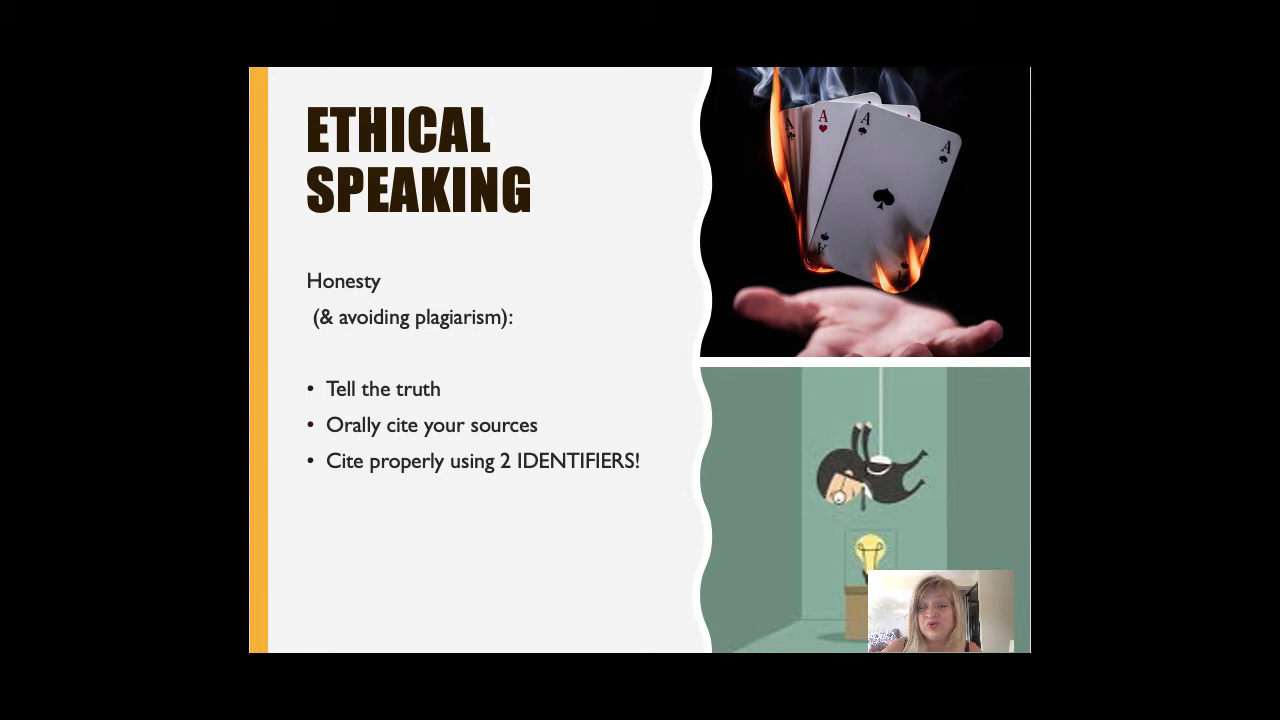 ETHICAL
SPEAKING
Honesty
(& avoiding plagiarism):
• Tell the truth
• Orally cite your sources
• Cite properly using 2 IDENTIFIERS!
A
A
A
A
A
A